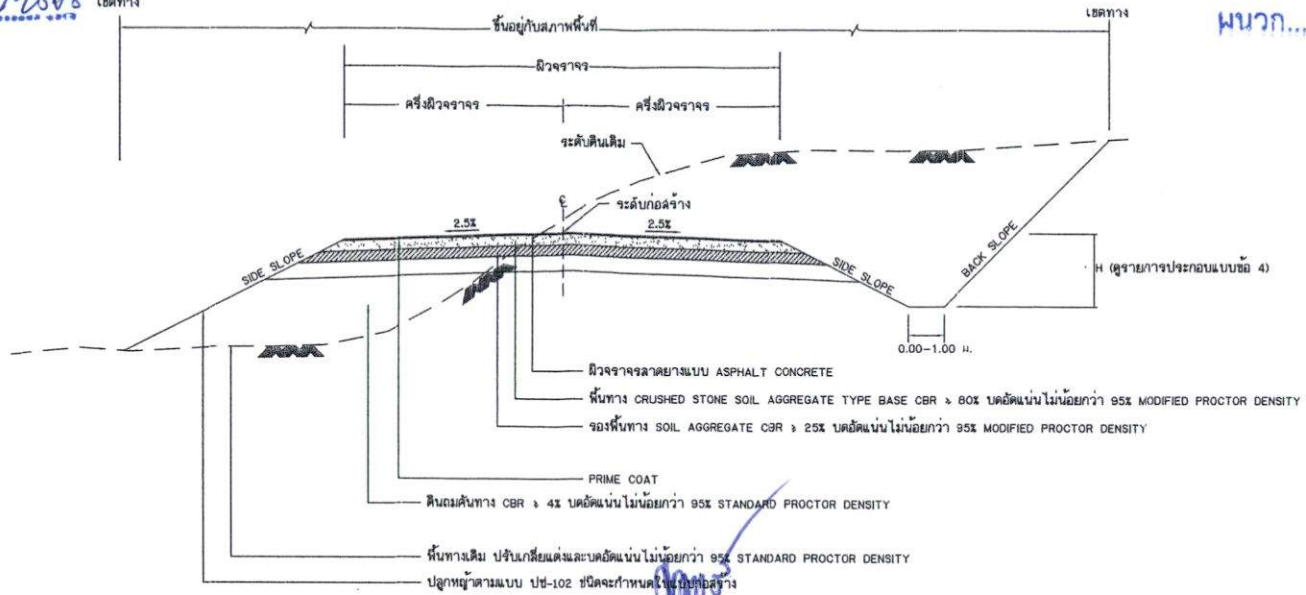 เขตทาง
เขตทาง
ผนวก...
ขึ้นอยู่กับสภาพพื้นที่
ผิวจราจร
ครึ่งผิวจราจร
ครึ่งผิวจราจร
ระดับดินเดิม
ระดับก่อสร้าง
2.5%
2.5%
SIDE SLOPE
SIDE SLOPE
BACK SLOPE
H (ดูรายการประกอบแบบข้อ 4)
0.00-1.00 ม.
ผิวจราจรลาดยางแบบ ASPHALT CONCRETE
พื้นทาง CRUSHED STONE SOIL AGGREGATE TYPE BASE CBR ≥ 80% บดอัดแน่นไม่น้อยกว่า 95% MODIFIED PROCTOR DENSITY
รองพื้นทาง SOIL AGGREGATE CBR ≥ 25% บดอัดแน่นไม่น้อยกว่า 95% MODIFIED PROCTOR DENSITY
PRIME COAT
ดินถมคันทาง CBR ≥ 4% บดอัดแน่นไม่น้อยกว่า 95% STANDARD PROCTOR DENSITY
พื้นทางเดิม ปรับเกลี่ยแต่งและบดอัดแน่นไม่น้อยกว่า 95% STANDARD PROCTOR DENSITY
ปลูกหญ้าตามแบบ ปช-102 ชนิดจะกำหนดในแบบก่อสร้าง